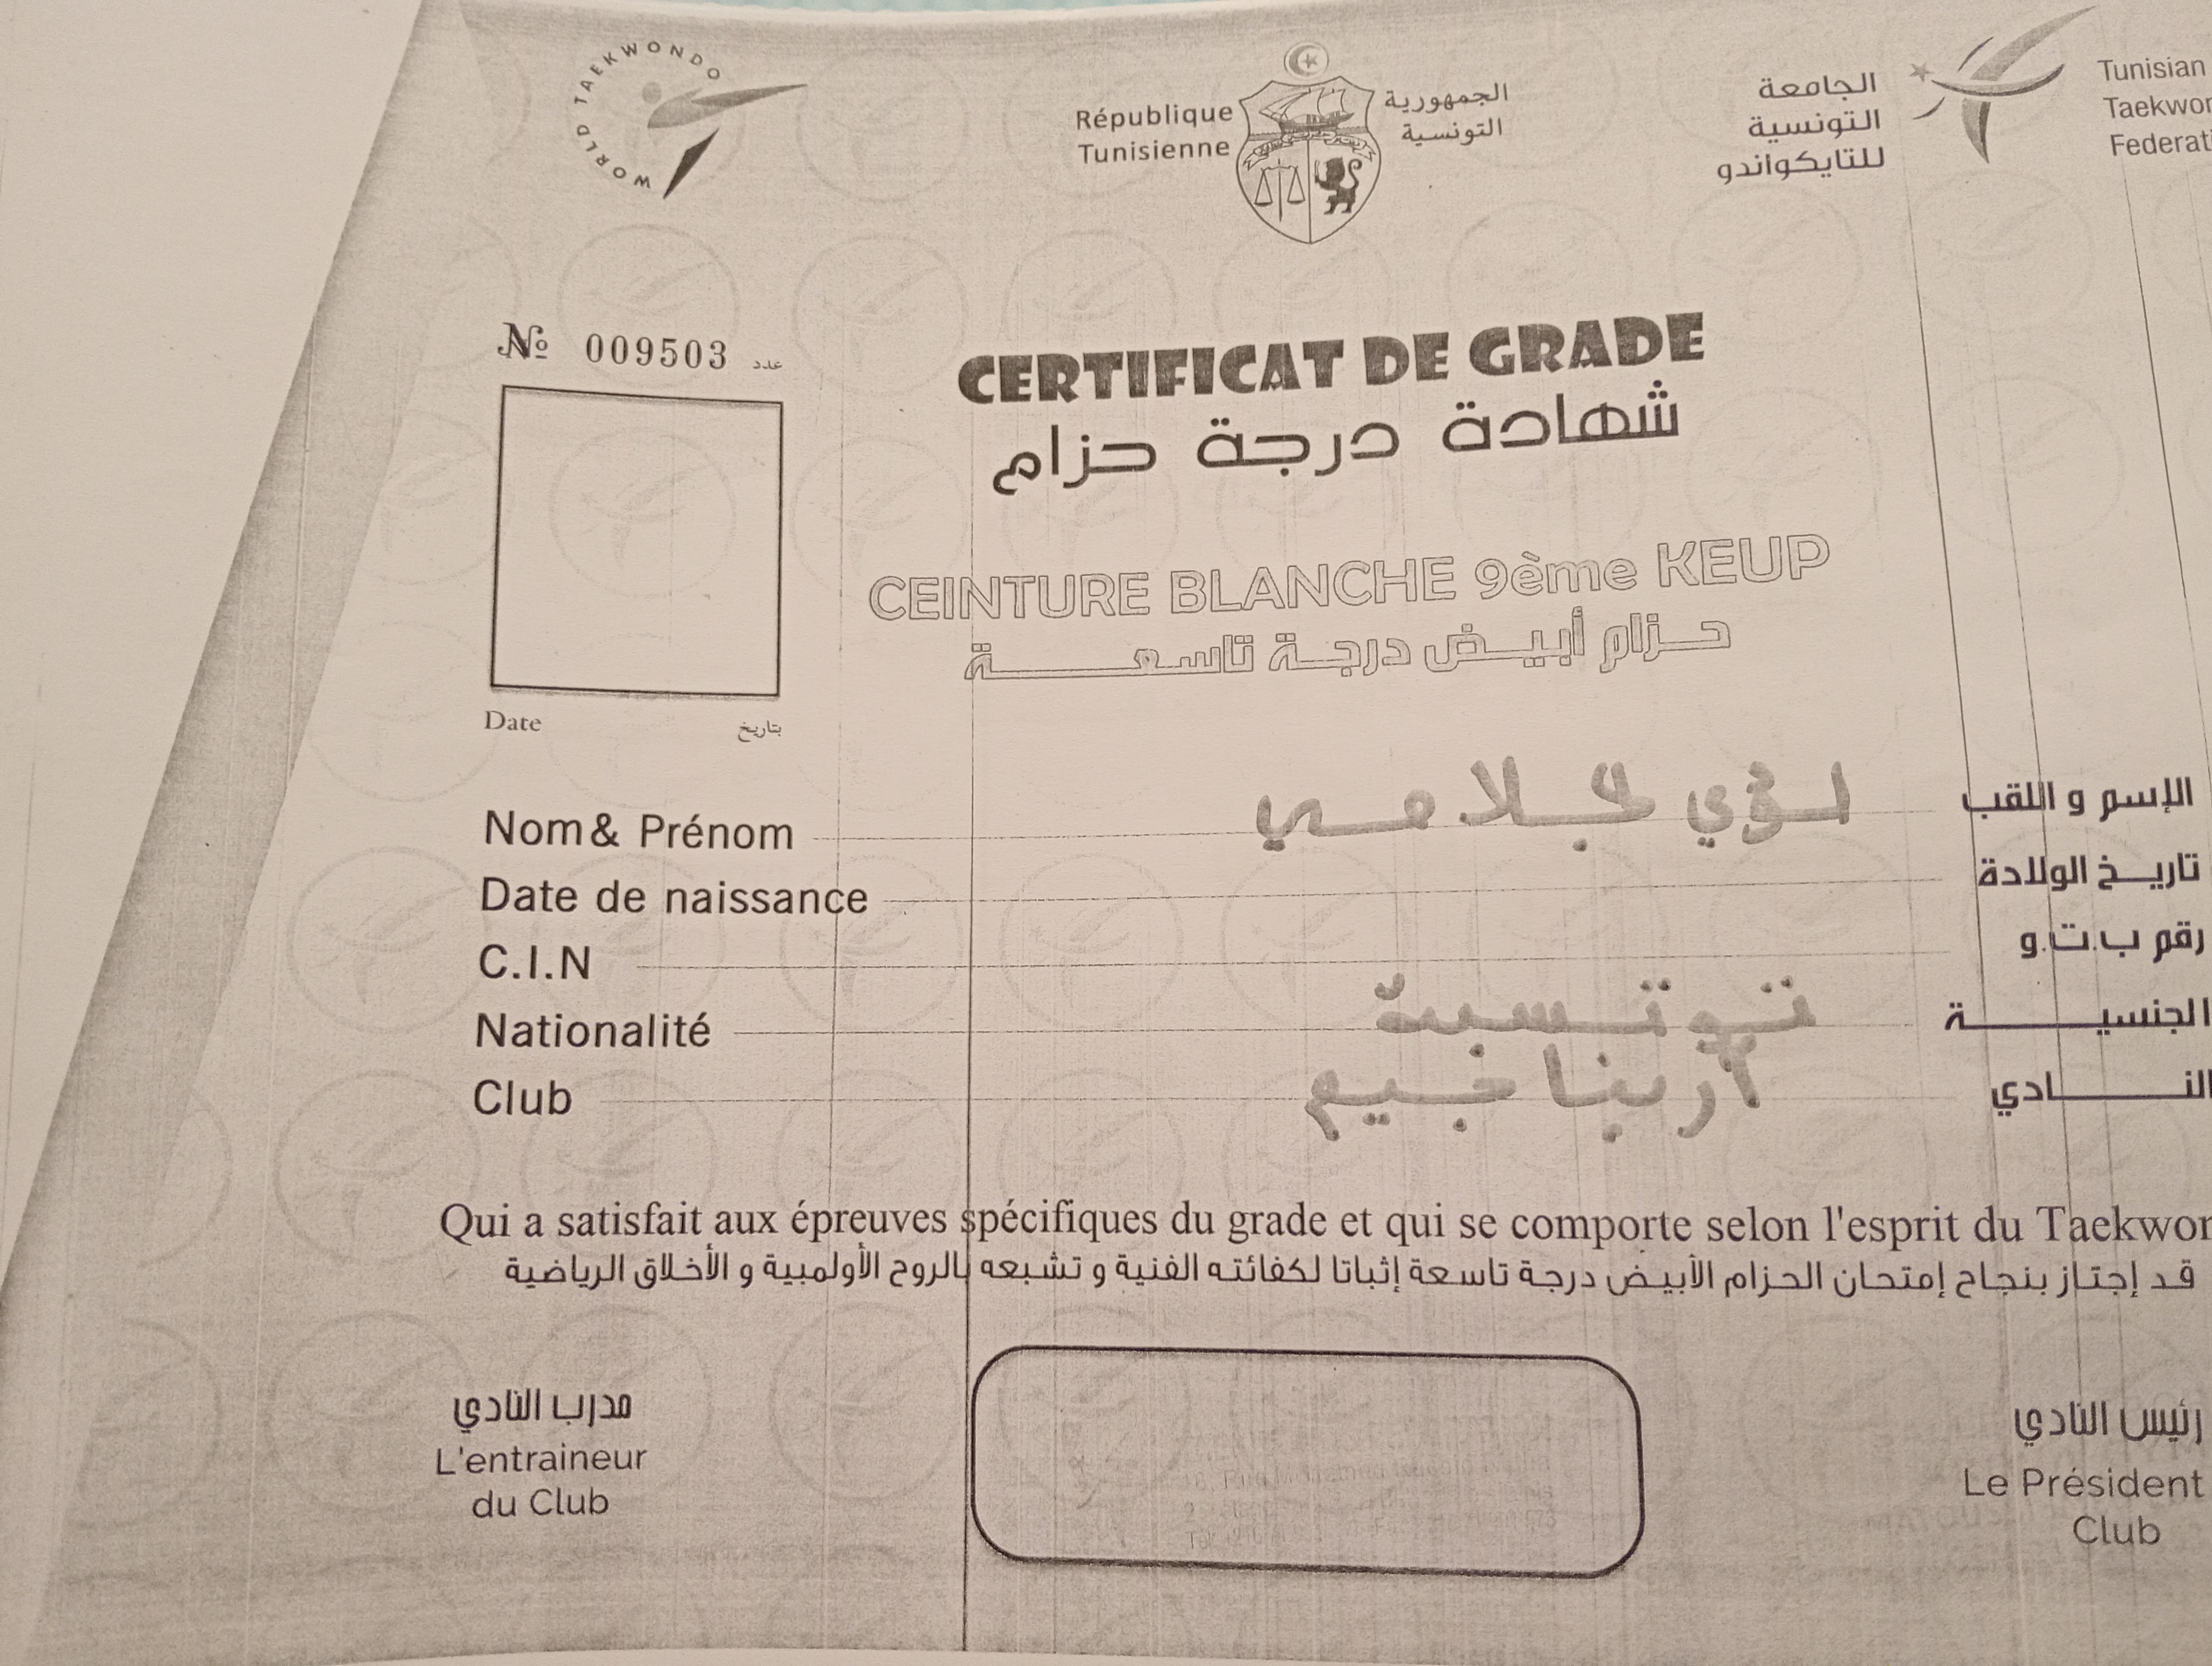 WORLD TAEKWONDO
République
Tunisienne
الجمهورية
التونسية
الجامعة
التونسية
للتايكواندو
Tunisian
Taekwon
Federati
№ 009503 عدد
CERTIFICAT DE GRADE
شهادة درجة حزام
CEINTURE BLANCHE 9ème KEUP
حزام أبيض درجة تاسعة
Date بتاريخ
Nom& Prénom لؤي الإسم و اللقب
Date de naissance تاريخ الولادة
C.I.N رقم ب.ت.و
Nationalité تونسية الجنسية
Club أرينا جيم النادي
Qui a satisfait aux épreuves spécifiques du grade et qui se comporte selon l'esprit du Taekwon
قد إجتاز بنجاح إمتحان الحزام الأبيض درجة تاسعة إثباتا لكفائته الفنية و تشبعه بالروح الأولمبية و الأخلاق الرياضية
مدرب النادي
L'entraineur
du Club
رئيس النادي
Le Président
Club